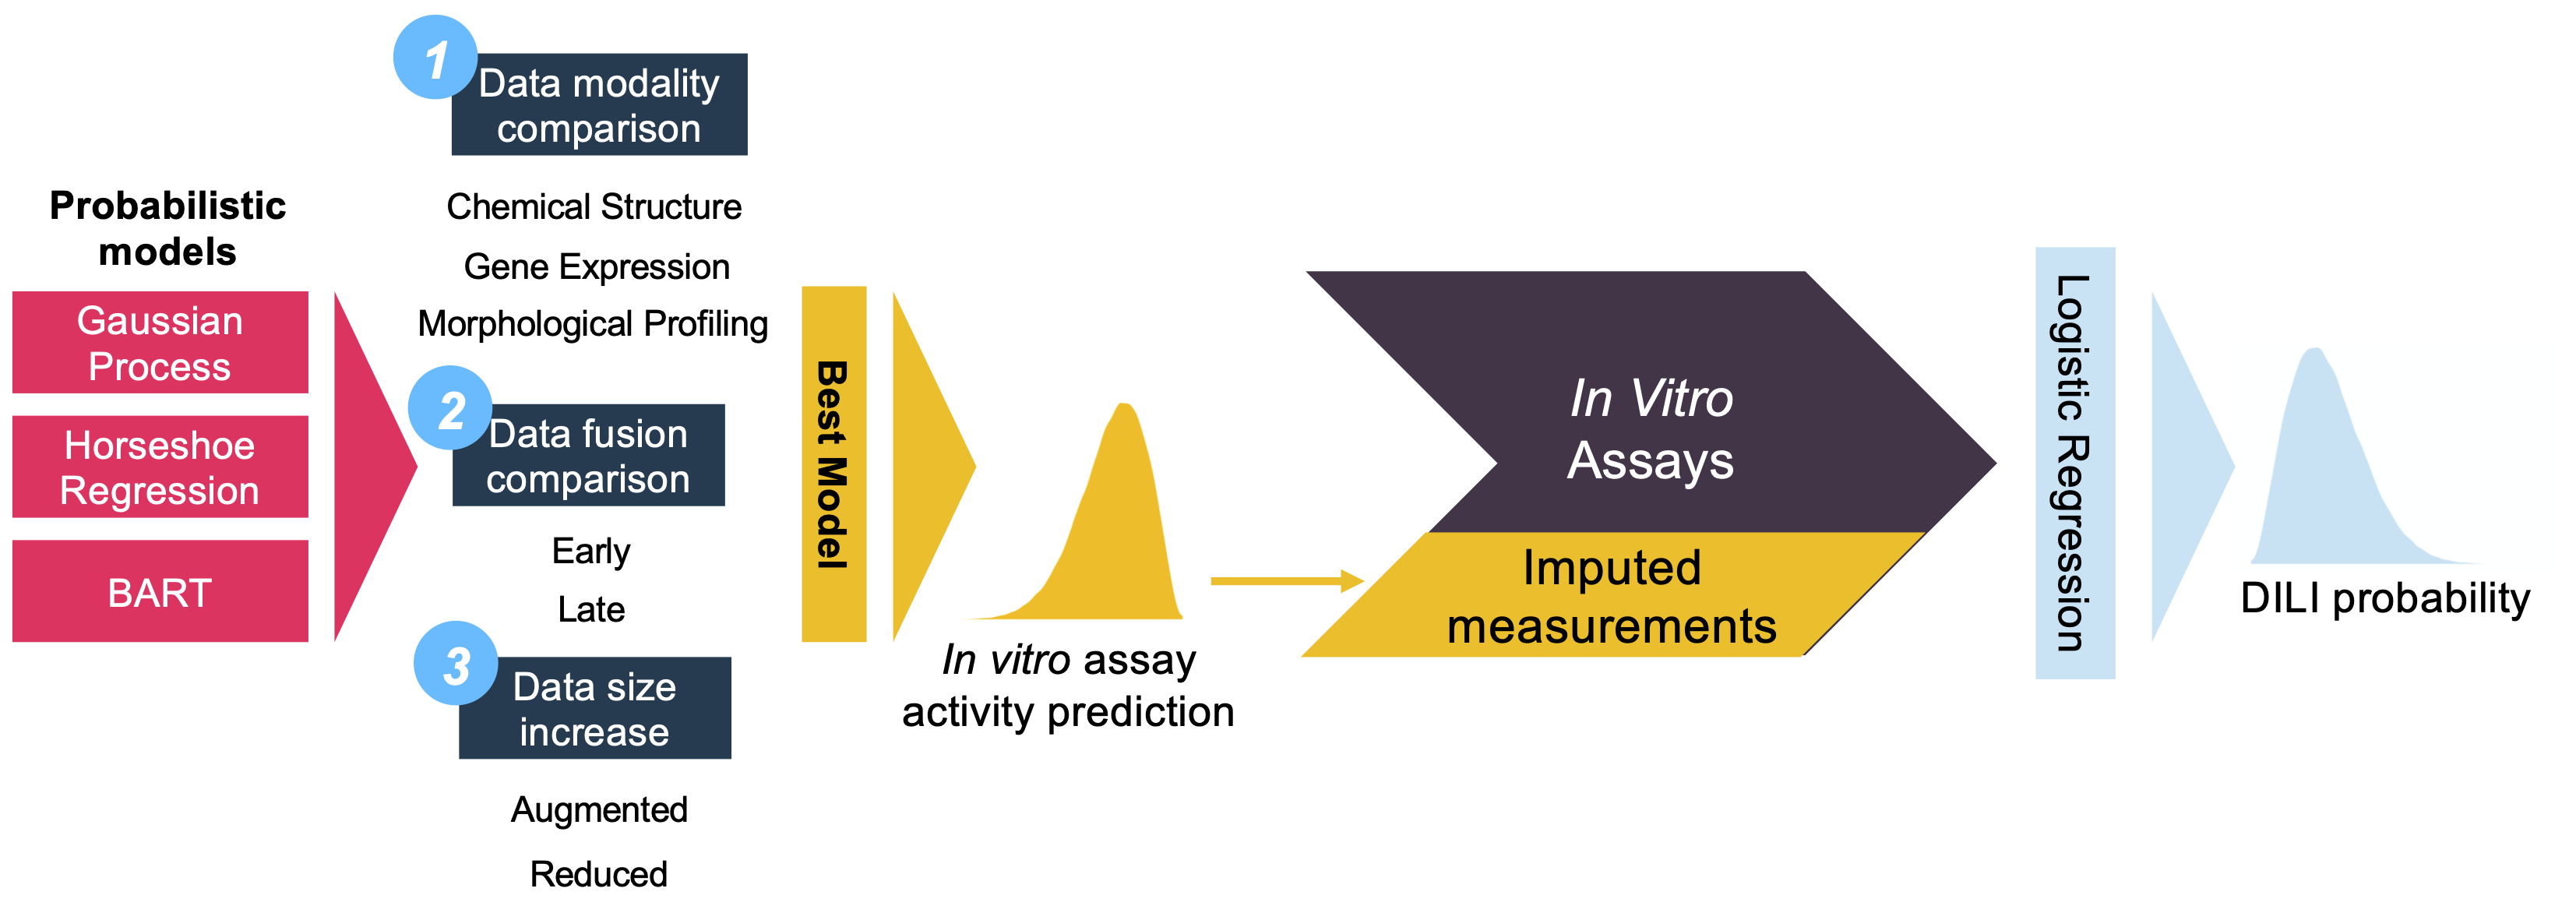 Probabilistic
models
Gaussian
Process
Horseshoe
Regression
BART
1
Data modality
comparison
Chemical Structure
Gene Expression
Morphological Profiling
2
Data fusion
comparison
Early
Late
3
Data size
increase
Augmented
Reduced
Best Model
In vitro assay
activity prediction
In Vitro
Assays
Imputed
measurements
Logistic Regression
DILI probability